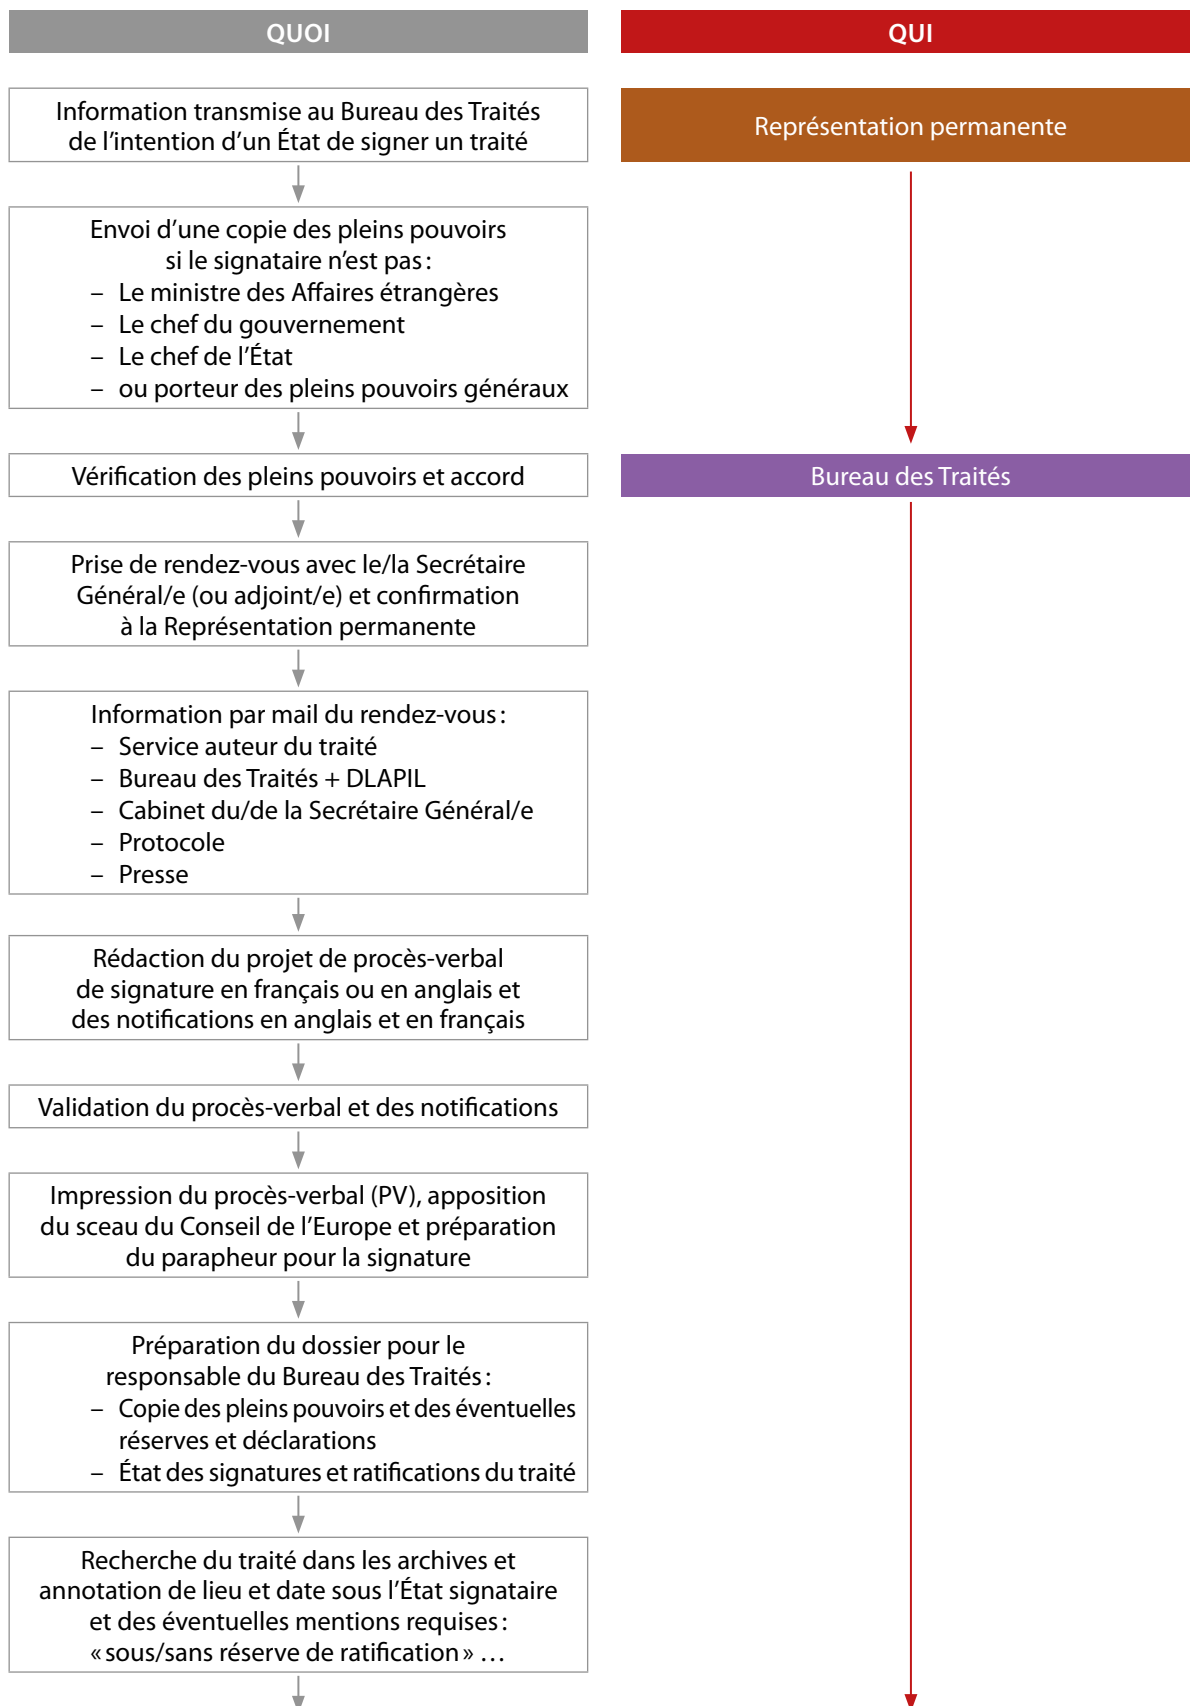 QUOI
QUI
Information transmise au Bureau des Traités
de l’intention d’un État de signer un traité
Représentation permanente
Envoi d’une copie des pleins pouvoirs
si le signataire n’est pas :
– Le ministre des Affaires étrangères
– Le chef du gouvernement
– Le chef de l’État
– ou porteur des pleins pouvoirs généraux
Vérification des pleins pouvoirs et accord
Bureau des Traités
Prise de rendez-vous avec le/la Secrétaire
Général/e (ou adjoint/e) et confirmation
à la Représentation permanente
Information par mail du rendez-vous :
– Service auteur du traité
– Bureau des Traités + DLAPIL
– Cabinet du/de la Secrétaire Général/e
– Protocole
– Presse
Rédaction du projet de procès-verbal
de signature en français ou en anglais et
des notifications en anglais et en français
Validation du procès-verbal et des notifications
Impression du procès-verbal (PV), apposition
du sceau du Conseil de l’Europe et préparation
du parapheur pour la signature
Préparation du dossier pour le
responsable du Bureau des Traités :
– Copie des pleins pouvoirs et des éventuelles
réserves et déclarations
– État des signatures et ratifications du traité
Recherche du traité dans les archives et
annotation de lieu et date sous l’État signataire
et des éventuelles mentions requises :
« sous/sans réserve de ratification » …